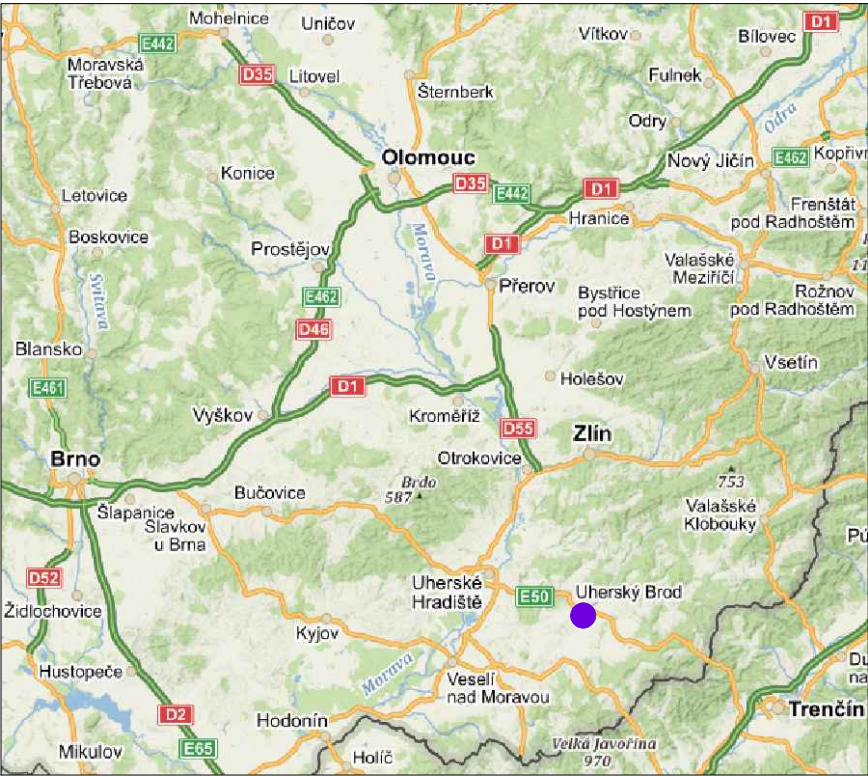 Mohelnice
Uničov
D1
Vítkov
Bílovec
E442
Moravská
Třebová
D35
Litovel
Šternberk
Fulnek
Odry
Odra
Olomouc
Nový Jičín
E462
Konice
D35
E442
D1
Letovice
Hranice
Frenštát
pod Radhoštěm
Boskovice
Prostějov
Morava
D1
Valašské
Meziříčí
Svitava
E462
Přerov
Bystřice
pod Hostýnem
Rožnov
pod Radhoštěm
D46
Blansko
Vsetín
E461
D1
Holešov
Vyškov
Kroměříž
D55
Zlín
Brno
Otrokovice
Brdo
587
753
Bučovice
Šlapanice
Slavkov
u Brna
Valašské
Klobouky
D52
Uherské
Hradiště
E50
Uherský Brod
Židlochovice
Kyjov
Hustopeče
Morava
Veselí
nad Moravou
D2
Trenčín
Hodonín
E65
Velká Javořina
970
Mikulov
Holíč